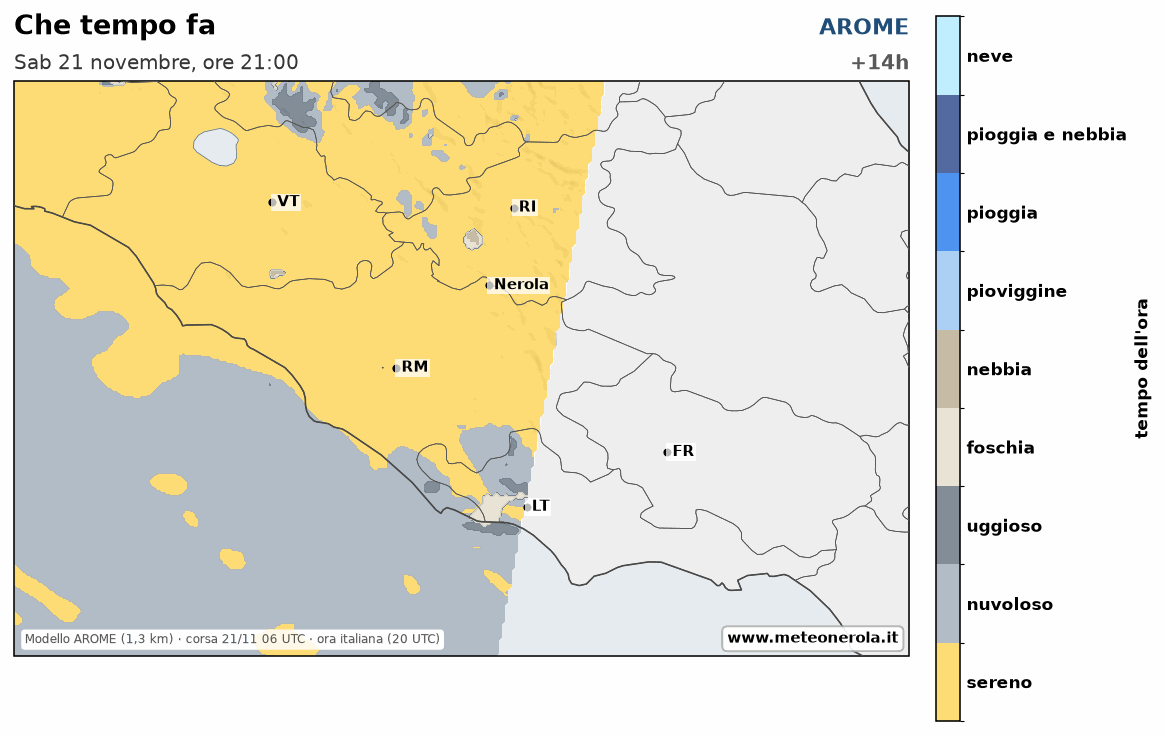 Che tempo fa
AROME
Sab 21 novembre, ore 21:00
+14h
neve
pioggia e nebbia
pioggia
pioviggine
nebbia
foschia
uggioso
nuvoloso
sereno
tempo dell'ora
VT
RI
Nerola
RM
FR
LT
Modello AROME (1,3 km) · corsa 21/11 06 UTC · ora italiana (20 UTC)
www.meteonerola.it